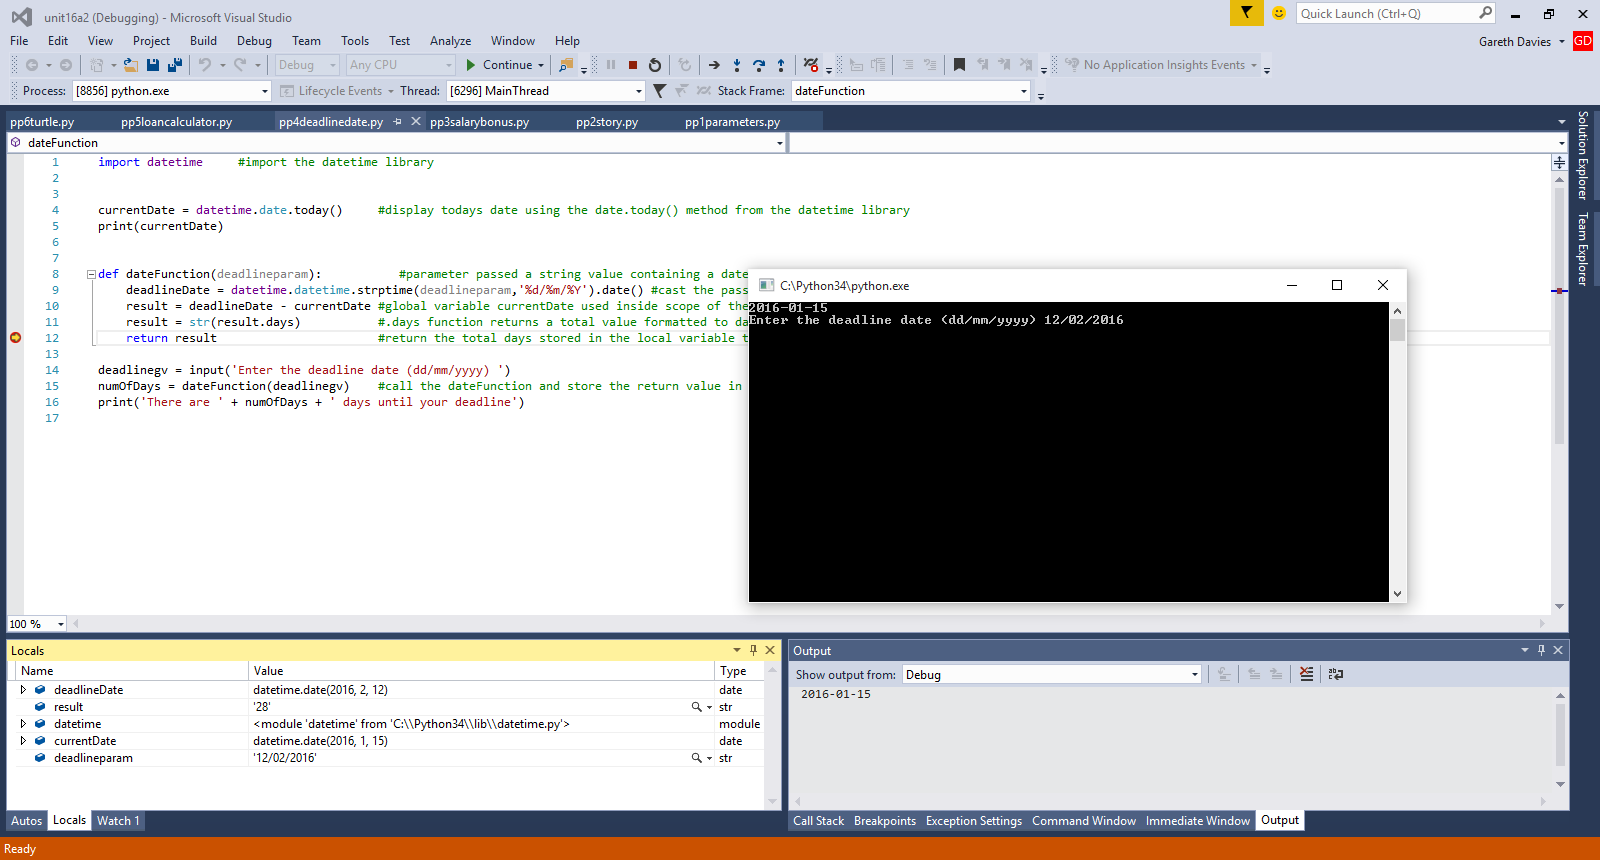 unit16a2 (Debugging) - Microsoft Visual Studio
Quick Launch (Ctrl+Q)
File Edit View Project Build Debug Team Tools Test Analyze Window Help
Gareth Davies GD
Debug Any CPU Continue No Application Insights Events
Process: [8856] python.exe Lifecycle Events Thread: [6296] MainThread Stack Frame: dateFunction
pp6turtle.py pp5loancalculator.py pp4deadlinedate.py pp3salarybonus.py pp2story.py pp1parameters.py
dateFunction
1 import datetime #import the datetime library
2
3
4 currentDate = datetime.date.today() #display todays date using the date.today() method from the datetime library
5 print(currentDate)
6
7
8 def dateFunction(deadlineparam): #parameter passed a string value containing a date
9 deadlineDate = datetime.datetime.strptime(deadlineparam,'%d/%m/%Y').date() #cast the pass
10 result = deadlineDate - currentDate #global variable currentDate used inside scope of the
11 result = str(result.days) #.days function returns a total value formatted to da
12 return result #return the total days stored in the local variable t
13
14 deadlinegv = input('Enter the deadline date (dd/mm/yyyy) ')
15 numOfDays = dateFunction(deadlinegv) #call the dateFunction and store the return value in
16 print('There are ' + numOfDays + ' days until your deadline')
17
C:\Python34\python.exe
2016-01-15
Enter the deadline date (dd/mm/yyyy) 12/02/2016
Solution Explorer
Team Explorer
100 %
Locals
Name Value Type
deadlineDate datetime.date(2016, 2, 12) date
result '28' str
datetime <module 'datetime' from 'C:\\Python34\\lib\\datetime.py'> module
currentDate datetime.date(2016, 1, 15) date
deadlineparam '12/02/2016' str
Autos Locals Watch 1
Output
Show output from: Debug
2016-01-15
Call Stack Breakpoints Exception Settings Command Window Immediate Window Output
Ready